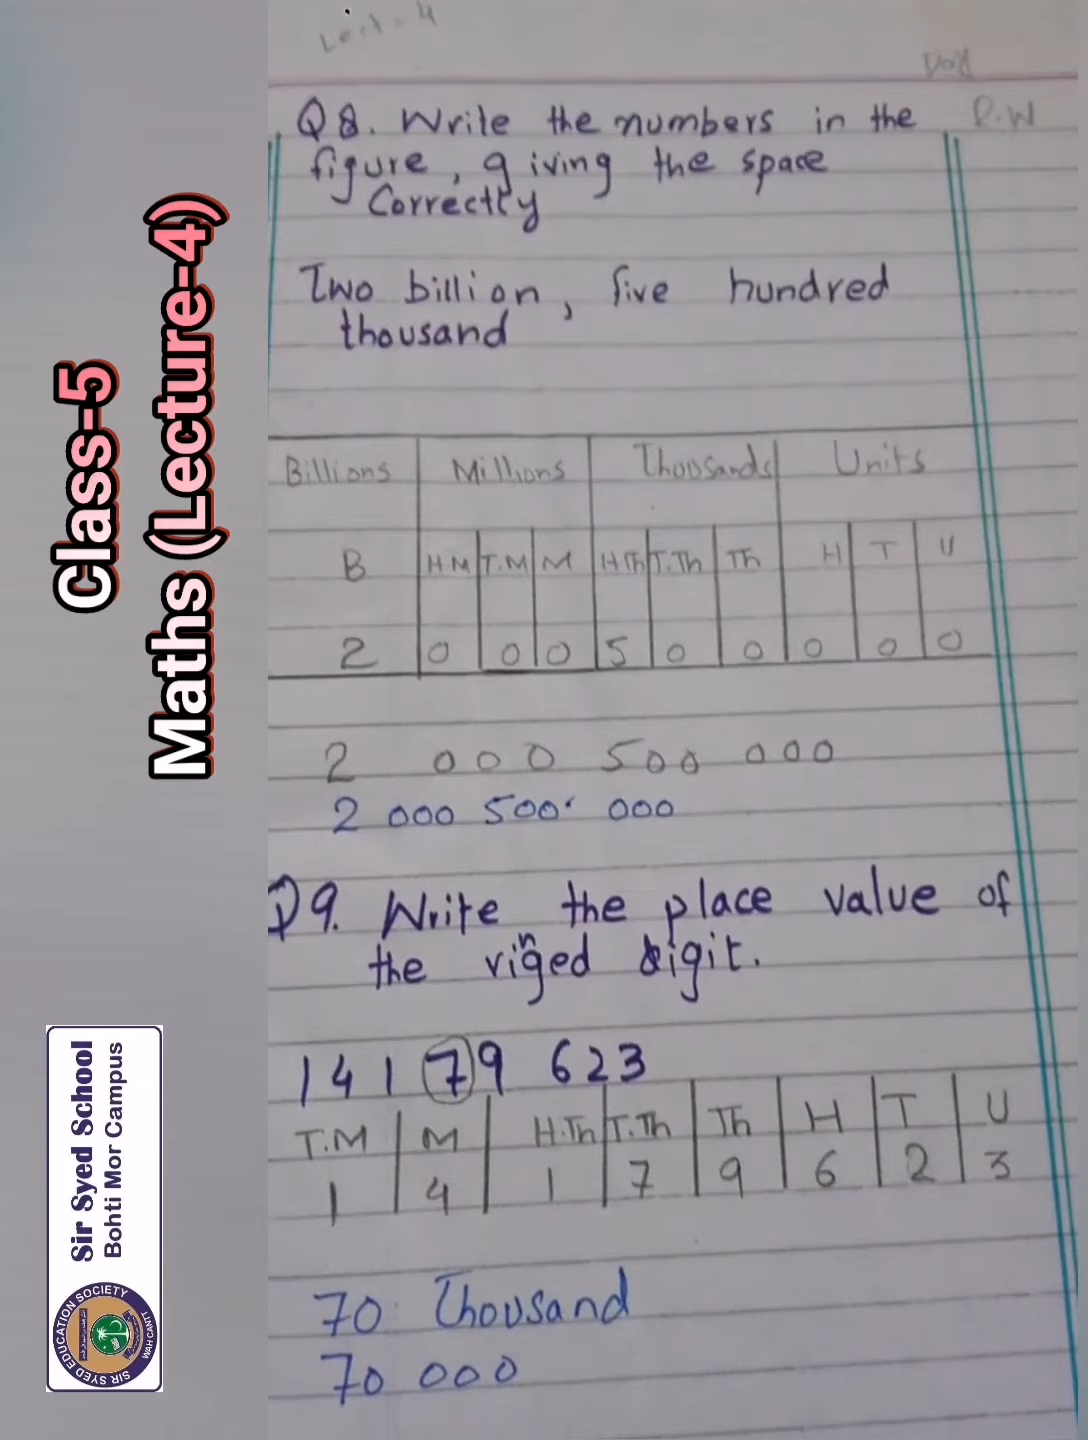 Lect - 4
R.W
Q8. Write the numbers in the
figure, giving the space
Correctly
Two billion, five hundred
thousand
Billions Millions Thousands Units
B H.M T.M M H.Th T.Th Th H T U
2 0 0 0 5 0 0 0 0 0
2 000 500 000
2 000 500 000
Q9. Write the place value of
the ringed digit.
141 79 623
T.M M H.Th T.Th Th H T U
1 4 1 7 9 6 2 3
70 Thousand
70 000
Class-5
Maths (Lecture-4)
Sir Syed School
Bohti Mor Campus
SIR SYED EDUCATION SOCIETY
WAH CANTT